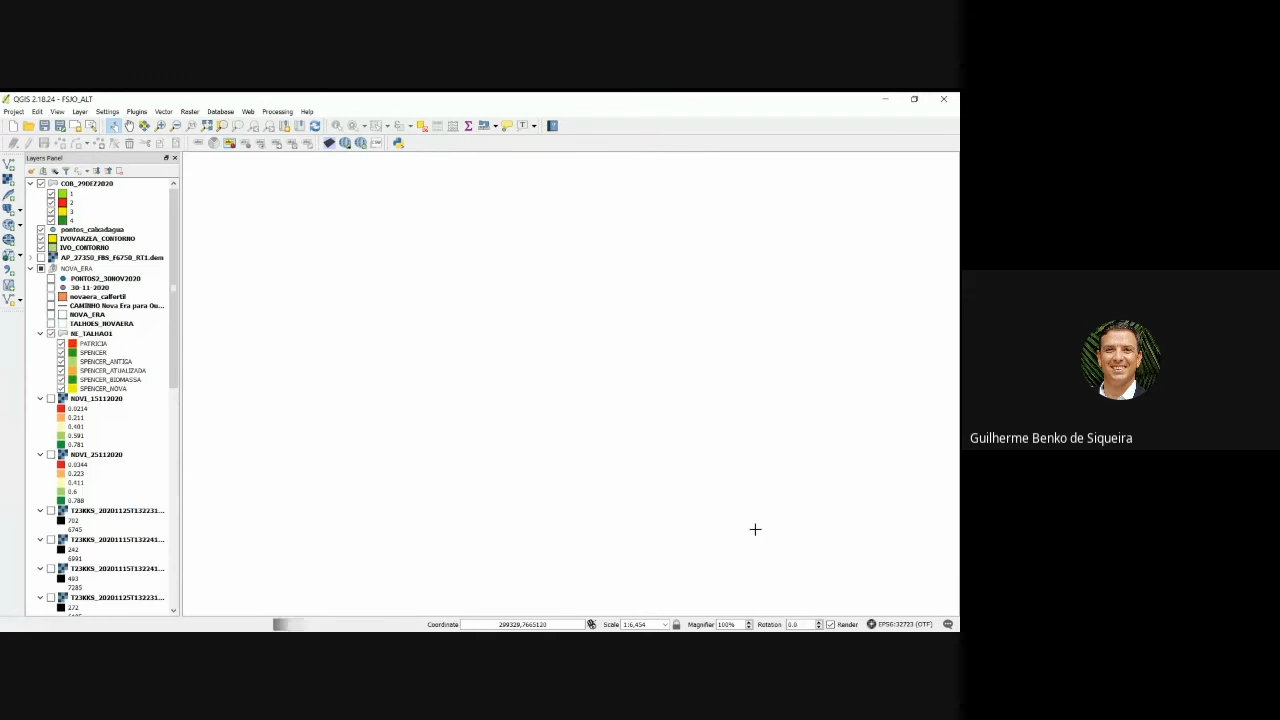 QGIS 2.18.24 - FSJO_ALT
Project Edit View Layer Settings Plugins Vector Raster Database Web Processing Help
Layers Panel
COB_29DEZ2020
1
2
3
4
pontos_caixadagua
IVOVARZEA_CONTORNO
IVO_CONTORNO
AP_27350_FBS_F6750_RT1.dem
NOVA_ERA
PONTOS2_30NOV2020
30-11-2020
novaera_calfertil
CAMINHO Nova Era para Ou...
NOVA_ERA
TALHOES_NOVAERA
NE_TALHAO1
PATRICIA
SPENCER
SPENCER_ANTIGA
SPENCER_ATUALIZADA
SPENCER_BIOMASSA
SPENCER_NOVA
NDVI_15112020
0.0214
0.211
0.401
0.591
0.781
NDVI_25112020
0.0344
0.223
0.411
0.6
0.788
T23KKS_20201125T132231...
702
6745
T23KKS_20201115T132241...
242
6991
T23KKS_20201115T132241...
493
7285
T23KKS_20201125T132231...
272
Coordinate 299329,7665120 Scale 1:6,454 Magnifier 100% Rotation 0.0 Render EPSG:32723 (OTF)
Guilherme Benko de Siqueira